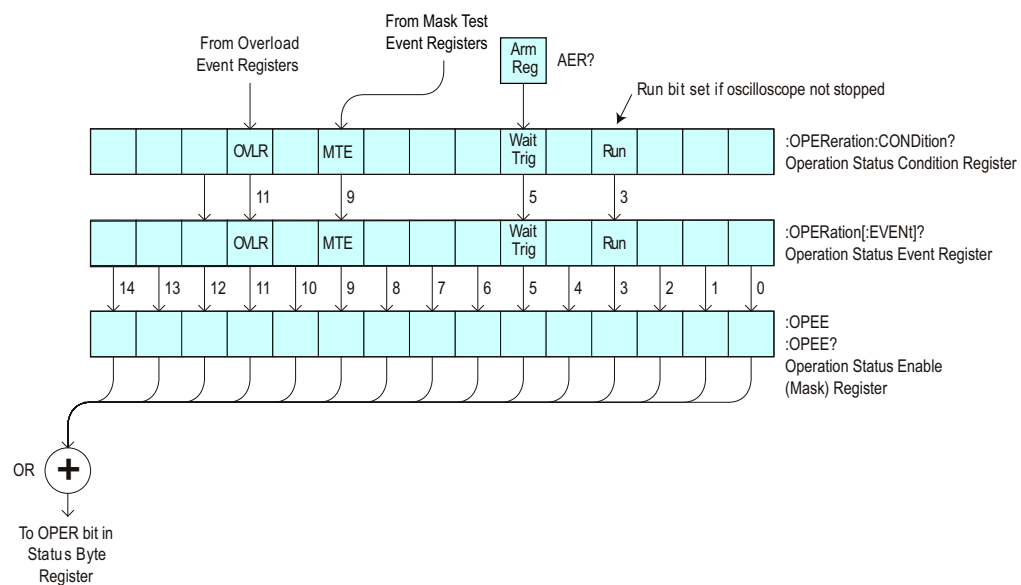 From Overload
Event Registers
From Mask Test
Event Registers
Arm
Reg
AER?
Run bit set if oscilloscope not stopped
OVLR
MTE
Wait
Trig
Run
:OPEReration:CONDition?
Operation Status Condition Register
11
9
5
3
OVLR
MTE
Wait
Trig
Run
:OPERation[:EVENt]?
Operation Status Event Register
14 13 12 11 10 9 8 7 6 5 4 3 2 1 0
:OPEE
:OPEE?
Operation Status Enable
(Mask) Register
OR
+
To OPER bit in
Status Byte
Register